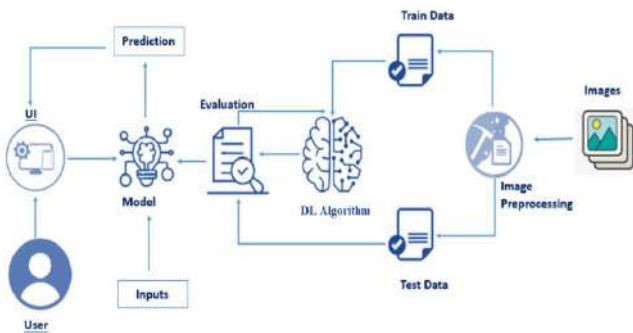 Train Data
Prediction
Images
Evaluation
UI
Model
DL Algorithm
Image
Preprocessing
Inputs
Test Data
User